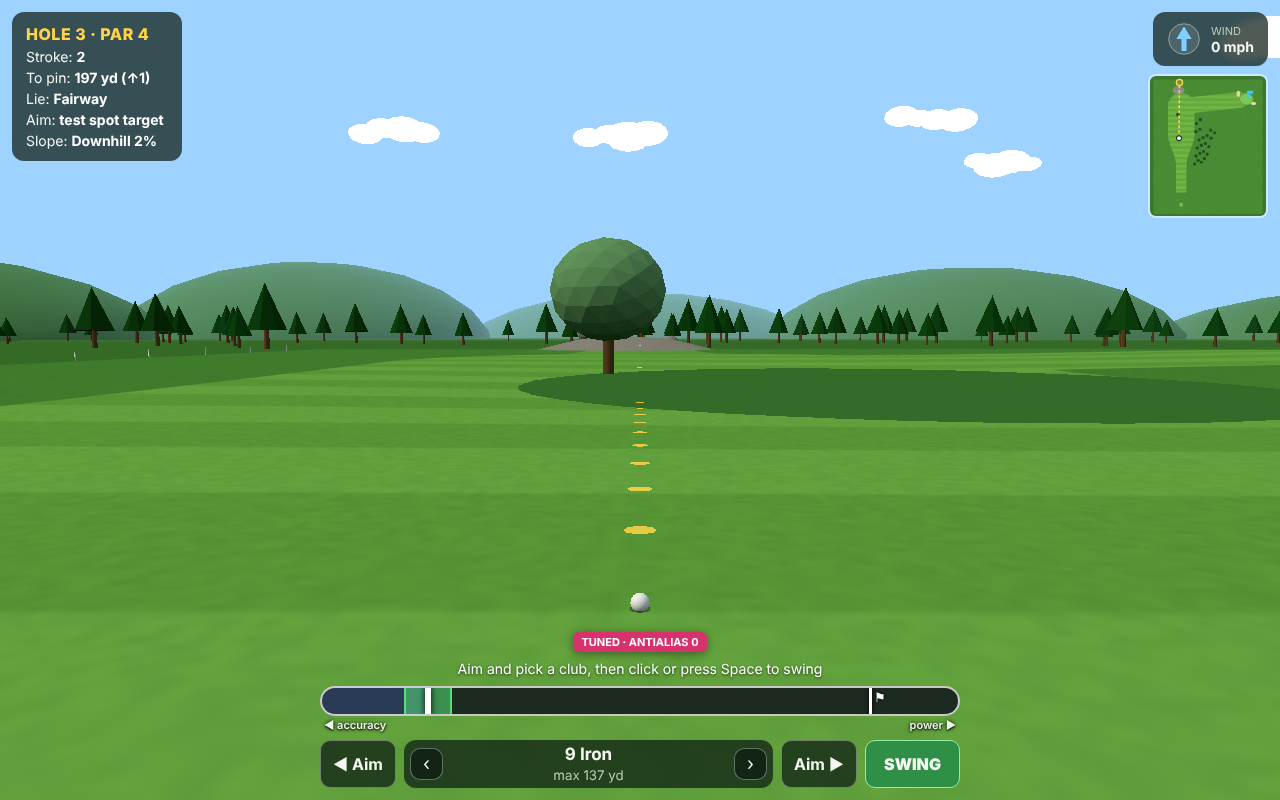 HOLE 3 · PAR 4
Stroke: 2
To pin: 197 yd (↑1)
Lie: Fairway
Aim: test spot target
Slope: Downhill 2%
WIND
0 mph
TUNED · ANTIALIAS 0
Aim and pick a club, then click or press Space to swing
◀ accuracy
power ▶
◀ Aim
‹
9 Iron
max 137 yd
›
Aim ▶
SWING